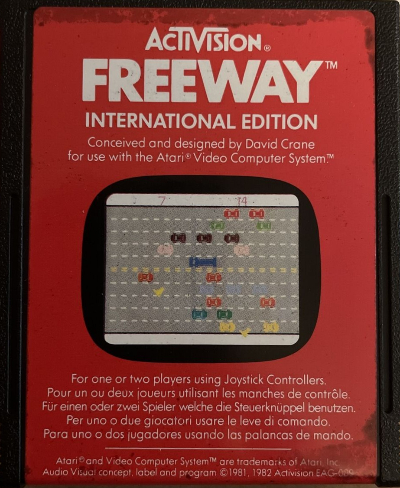 ACTIVISION®
FREEWAY™
INTERNATIONAL EDITION
Conceived and designed by David Crane
for use with the Atari® Video Computer System.™
7 14
For one or two players using Joystick Controllers.
Pour un ou deux joueurs utilisant les manches de contrôle.
Für einen oder zwei Spieler welche die Steuerknüppel benutzen.
Per uno o due giocatori usare le levi di comando.
Para uno o dos jugadores usando las palancas de mando.
Atari® and Video Computer System™ are trademarks of Atari, Inc.
Audio Visual concept, label and program ©1981, 1982 Activision EAG-009